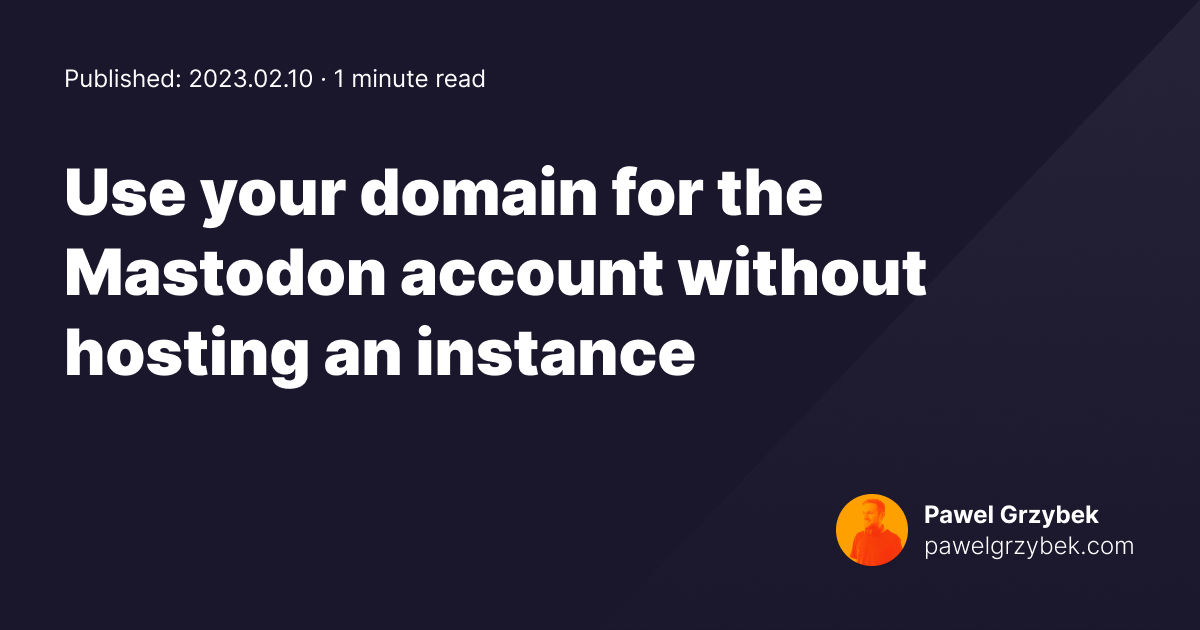 Published: 2023.02.10 · 1 minute read
Use your domain for the
Mastodon account without
hosting an instance
Pawel Grzybek
pawelgrzybek.com